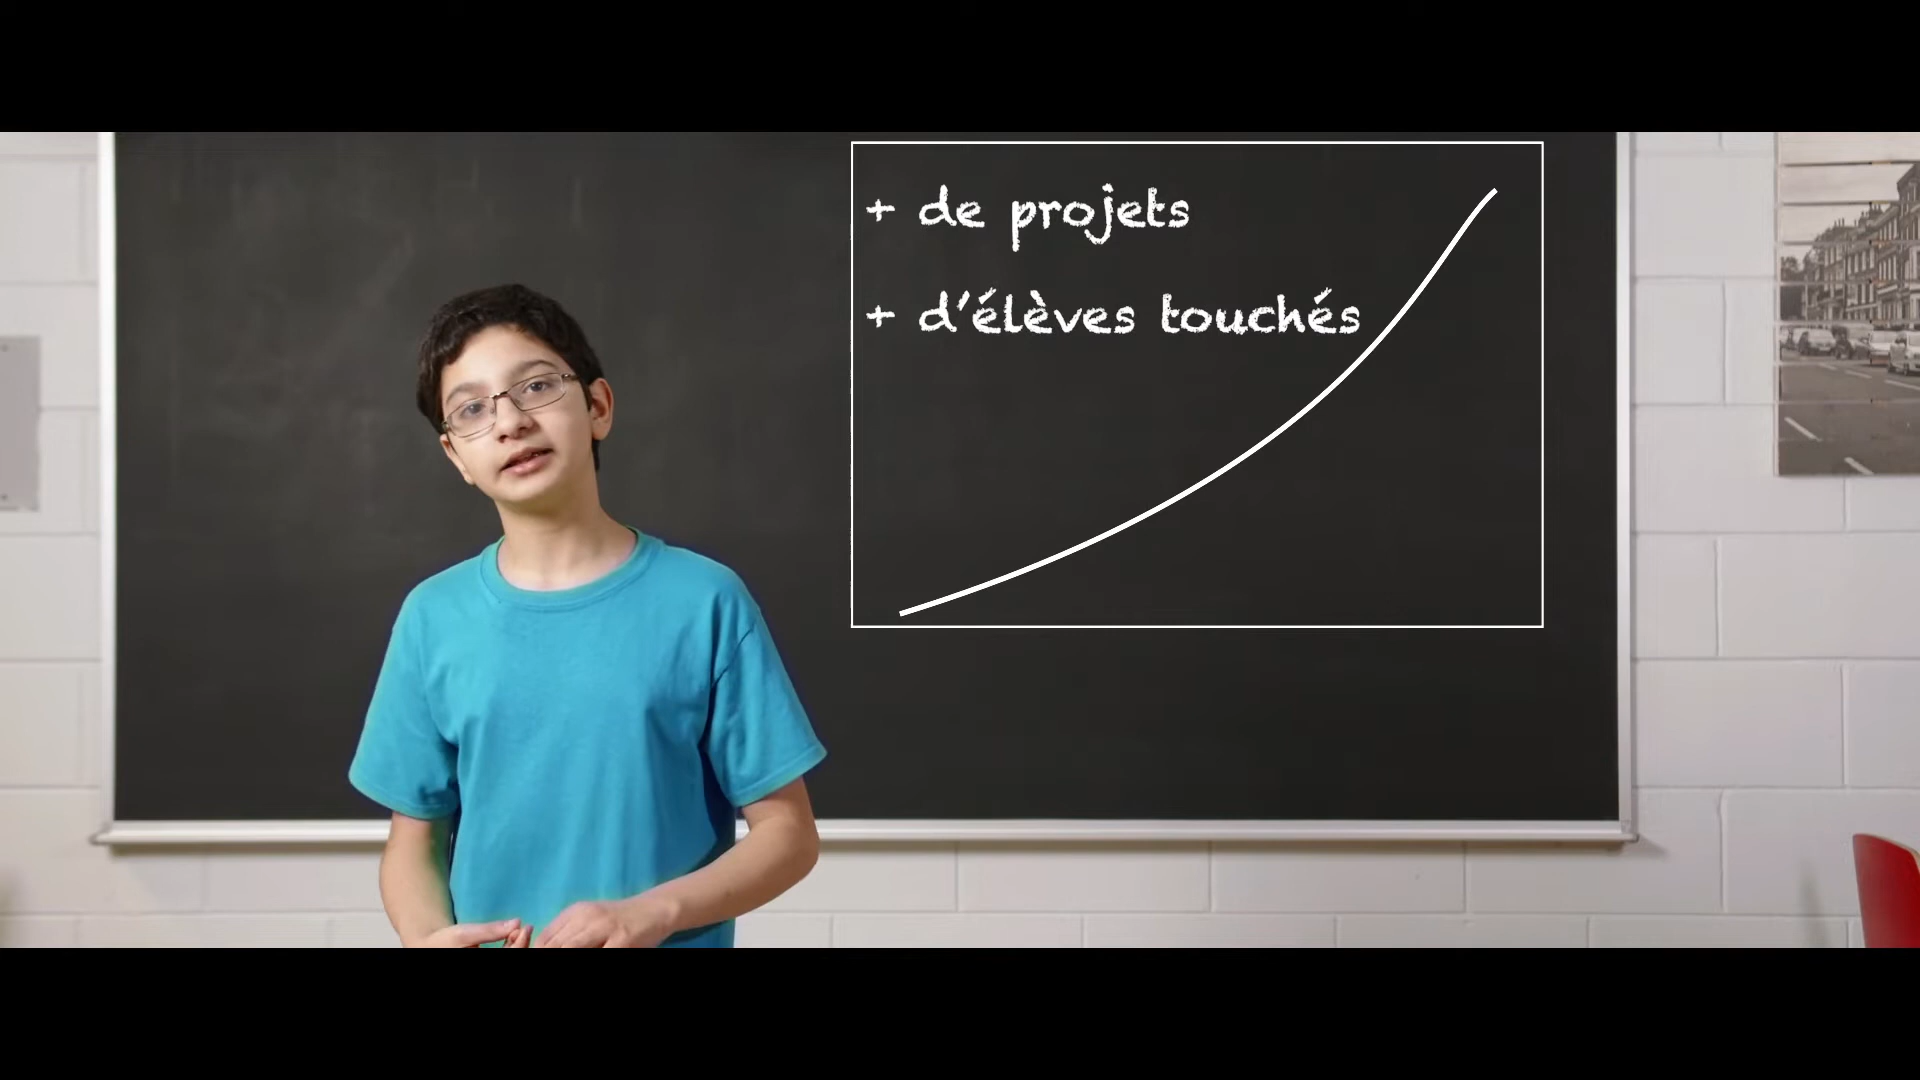 + de projets
+ d'élèves touchés